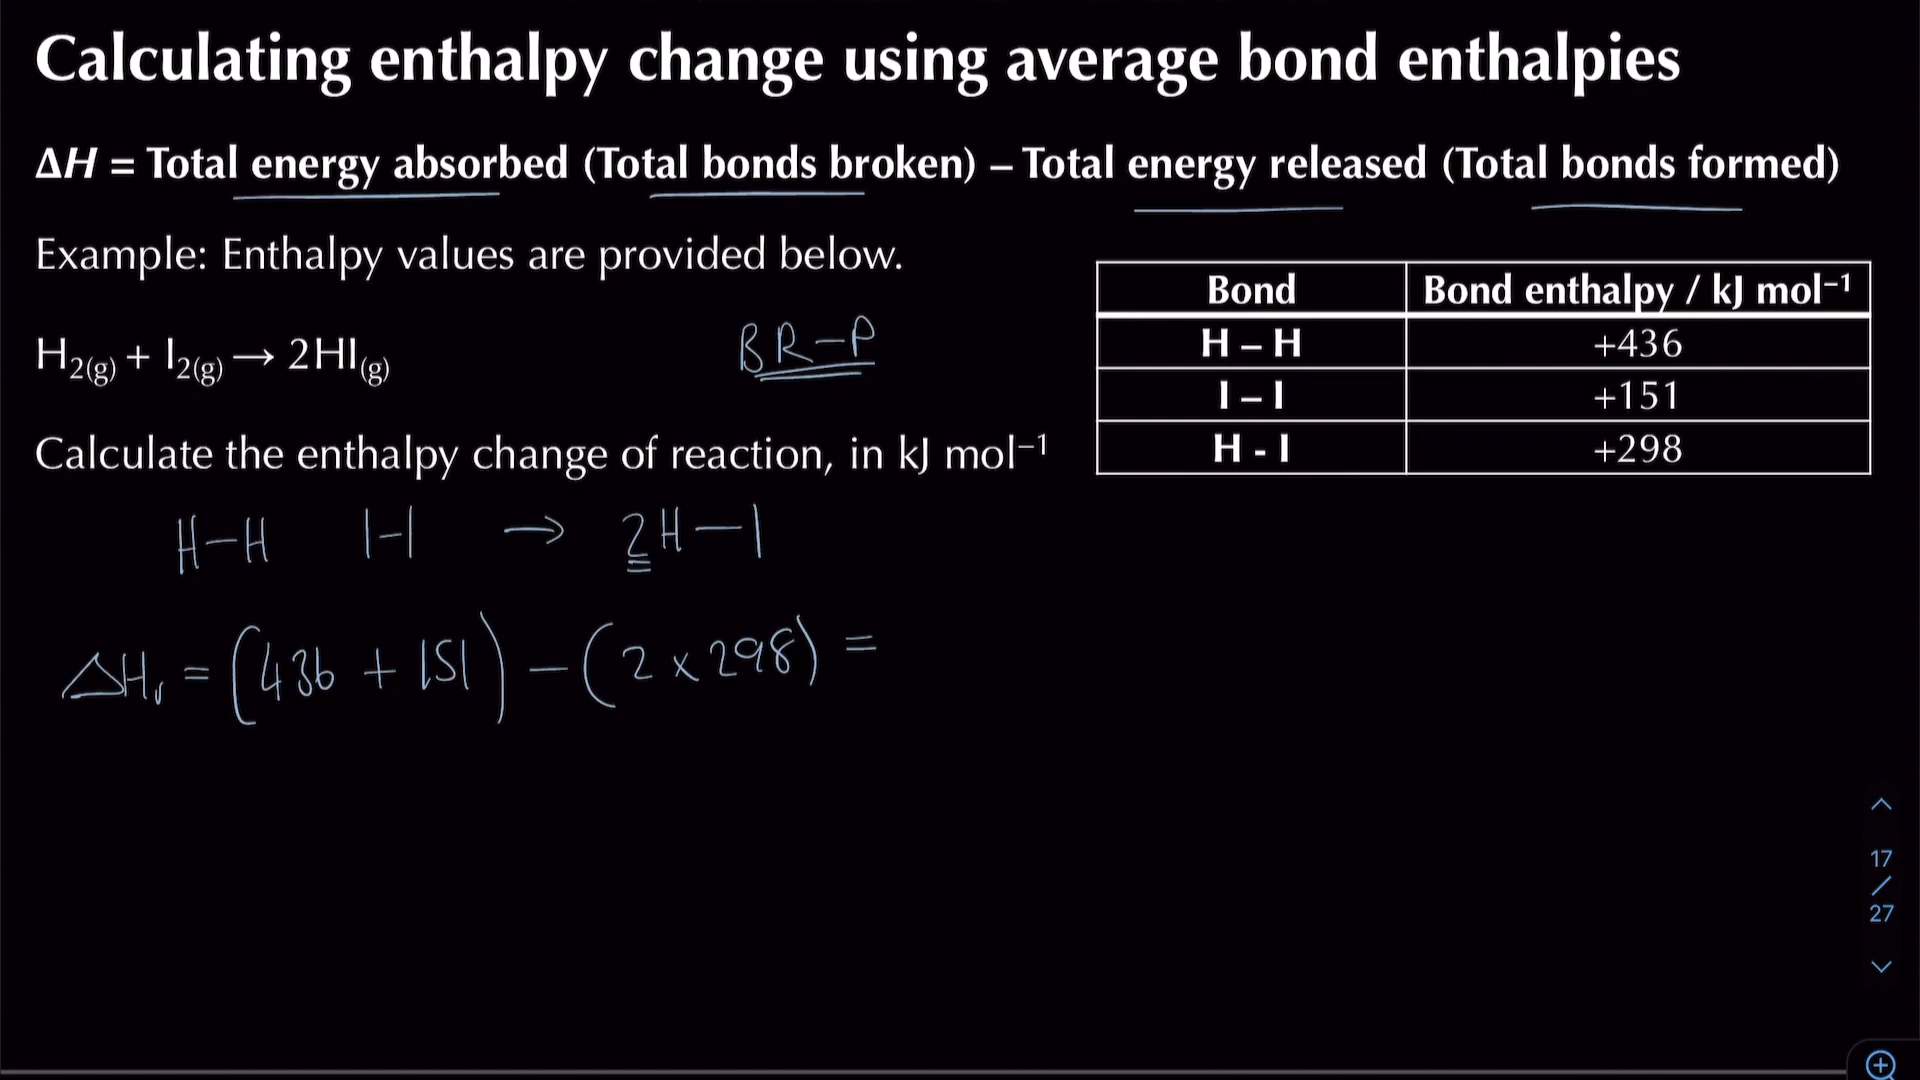 Calculating enthalpy change using average bond enthalpies
ΔH = Total energy absorbed (Total bonds broken) – Total energy released (Total bonds formed)
Example: Enthalpy values are provided below.
H2(g) + I2(g) → 2HI(g)
BR–P
Calculate the enthalpy change of reaction, in kJ mol⁻¹
Bond Bond enthalpy / kJ mol⁻¹
H – H +436
I – I +151
H - I +298
H–H I–I → 2H–I
ΔHr = (436 + 151) – (2 x 298) =
17
/
27